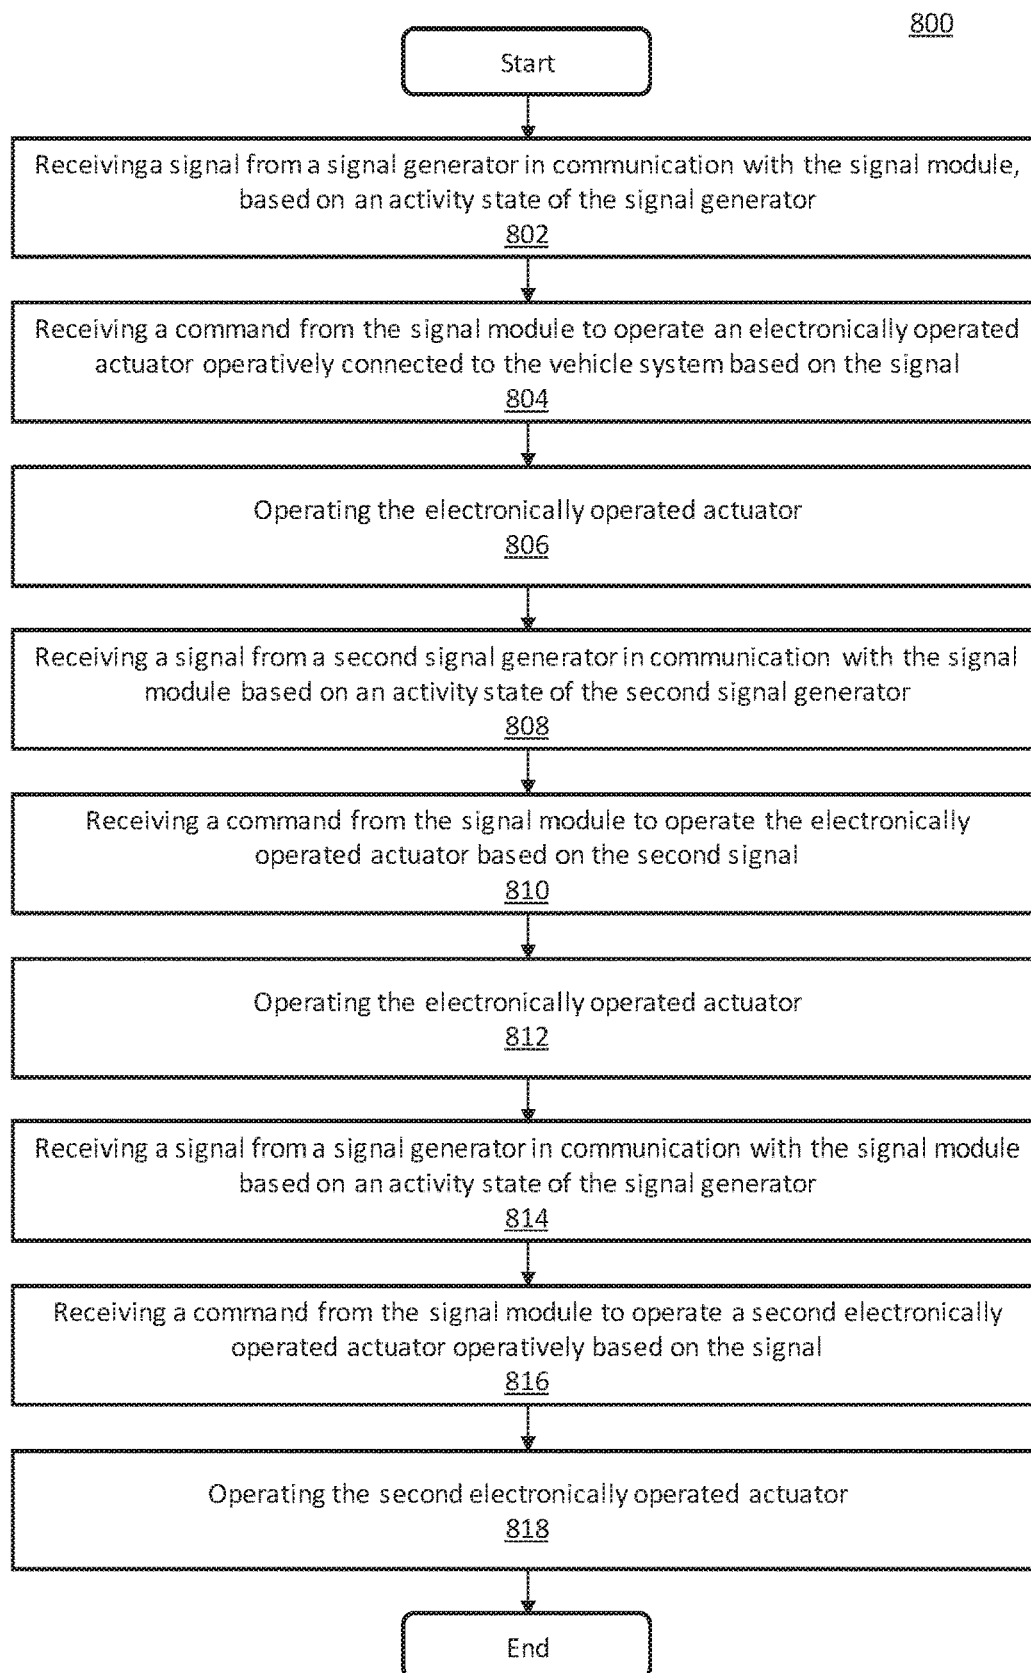 800
Start
Receivinga signal from a signal generator in communication with the signal module,
based on an activity state of the signal generator
802
Receiving a command from the signal module to operate an electronically operated
actuator operatively connected to the vehicle system based on the signal
804
Operating the electronically operated actuator
806
Receiving a signal from a second signal generator in communication with the signal
module based on an activity state of the second signal generator
808
Receiving a command from the signal module to operate the electronically
operated actuator based on the second signal
810
Operating the electronically operated actuator
812
Receiving a signal from a signal generator in communication with the signal module
based on an activity state of the signal generator
814
Receiving a command from the signal module to operate a second electronically
operated actuator operatively based on the signal
816
Operating the second electronically operated actuator
818
End